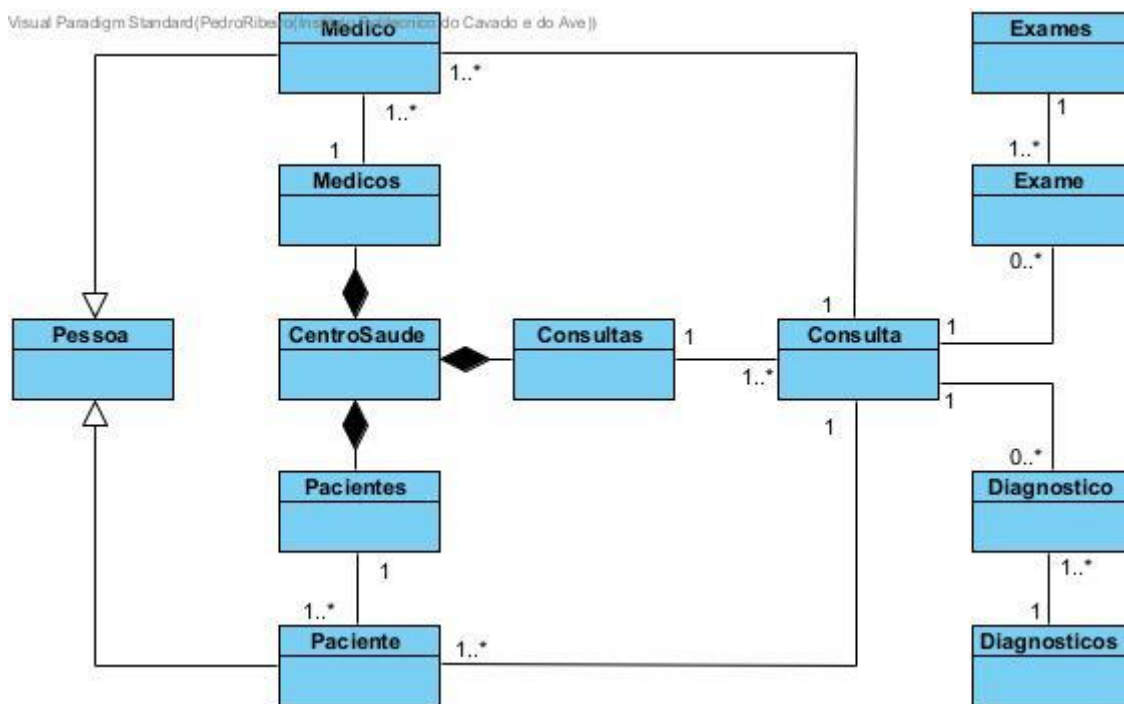 Visual Paradigm Standard(PedroRibeiro(Instituto Politecnico do Cavado e do Ave))
Medico
Exames
1..*
1..*
1
1
1..*
Medicos
Exame
0..*
1
1
Pessoa
CentroSaude
Consultas
Consulta
1
1..*
1
1
0..*
Pacientes
Diagnostico
1
1..*
1..*
1
Paciente
1..*
Diagnosticos